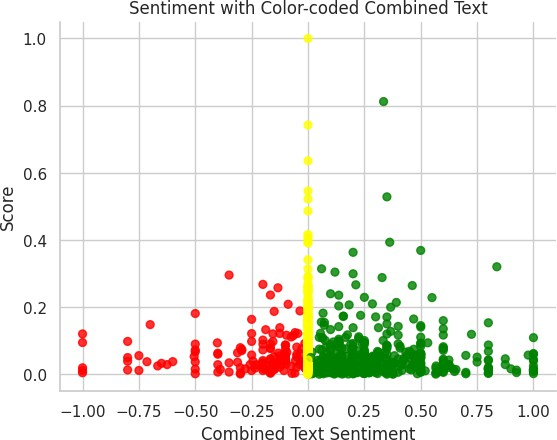 Sentiment with Color-coded Combined Text
1.0
0.8
0.6
0.4
0.2
0.0
Score
−1.00 −0.75 −0.50 −0.25 0.00 0.25 0.50 0.75 1.00
Combined Text Sentiment